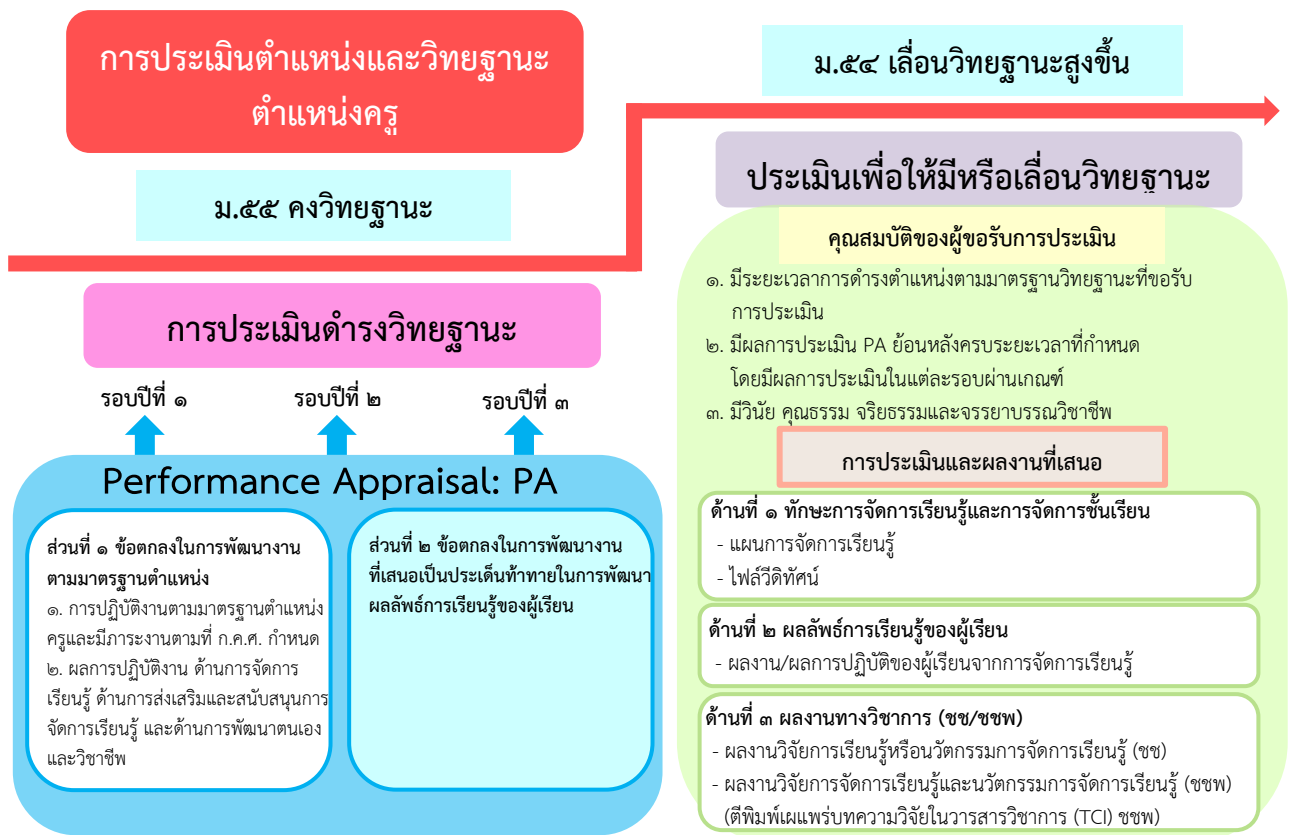 การประเมินตำแหน่งและวิทยฐานะ
ตำแหน่งครู
ม.๕๕ คงวิทยฐานะ
การประเมินดำรงวิทยฐานะ
รอบปีที่ ๑
รอบปีที่ ๒
รอบปีที่ ๓
Performance Appraisal: PA
ส่วนที่ ๑ ข้อตกลงในการพัฒนางาน
ตามมาตรฐานตำแหน่ง
๑. การปฏิบัติงานตามมาตรฐานตำแหน่ง
ครูและมีภาระงานตามที่ ก.ค.ศ. กำหนด
๒. ผลการปฏิบัติงาน ด้านการจัดการ
เรียนรู้ ด้านการส่งเสริมและสนับสนุนการ
จัดการเรียนรู้ และด้านการพัฒนาตนเอง
และวิชาชีพ
ส่วนที่ ๒ ข้อตกลงในการพัฒนางาน
ที่เสนอเป็นประเด็นท้าทายในการพัฒนา
ผลลัพธ์การเรียนรู้ของผู้เรียน
ม.๕๔ เลื่อนวิทยฐานะสูงขึ้น
ประเมินเพื่อให้มีหรือเลื่อนวิทยฐานะ
คุณสมบัติของผู้ขอรับการประเมิน
๑. มีระยะเวลาการดำรงตำแหน่งตามมาตรฐานวิทยฐานะที่ขอรับ
การประเมิน
๒. มีผลการประเมิน PA ย้อนหลังครบระยะเวลาที่กำหนด
โดยมีผลการประเมินในแต่ละรอบผ่านเกณฑ์
๓. มีวินัย คุณธรรม จริยธรรมและจรรยาบรรณวิชาชีพ
การประเมินและผลงานที่เสนอ
ด้านที่ ๑ ทักษะการจัดการเรียนรู้และการจัดการชั้นเรียน
- แผนการจัดการเรียนรู้
- ไฟล์วีดิทัศน์
ด้านที่ ๒ ผลลัพธ์การเรียนรู้ของผู้เรียน
- ผลงาน/ผลการปฏิบัติของผู้เรียนจากการจัดการเรียนรู้
ด้านที่ ๓ ผลงานทางวิชาการ (ชช/ชชพ)
- ผลงานวิจัยการเรียนรู้หรือนวัตกรรมการจัดการเรียนรู้ (ชช)
- ผลงานวิจัยการจัดการเรียนรู้และนวัตกรรมการจัดการเรียนรู้ (ชชพ)
(ตีพิมพ์เผแพร่บทความวิจัยในวารสารวิชาการ (TCI) ชชพ)